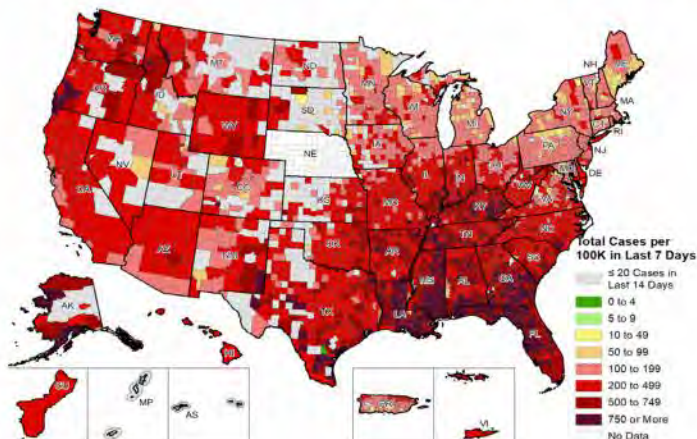 WA
MT
ND
MN
ME
NH
VT
MA
OR
ID
SD
WI
MI
NY
CT
RI
WY
IA
PA
NJ
NE
NV
UT
CO
IL
IN
OH
MD
DE
CA
KS
MO
KY
WV
VA
AZ
NM
OK
AR
TN
NC
SC
MS
AL
GA
TX
LA
FL
AK
HI
GU
MP
AS
PR
VI
Total Cases per
100K in Last 7 Days
≤ 20 Cases in
Last 14 Days
0 to 4
5 to 9
10 to 49
50 to 99
100 to 199
200 to 499
500 to 749
750 or More
No Data